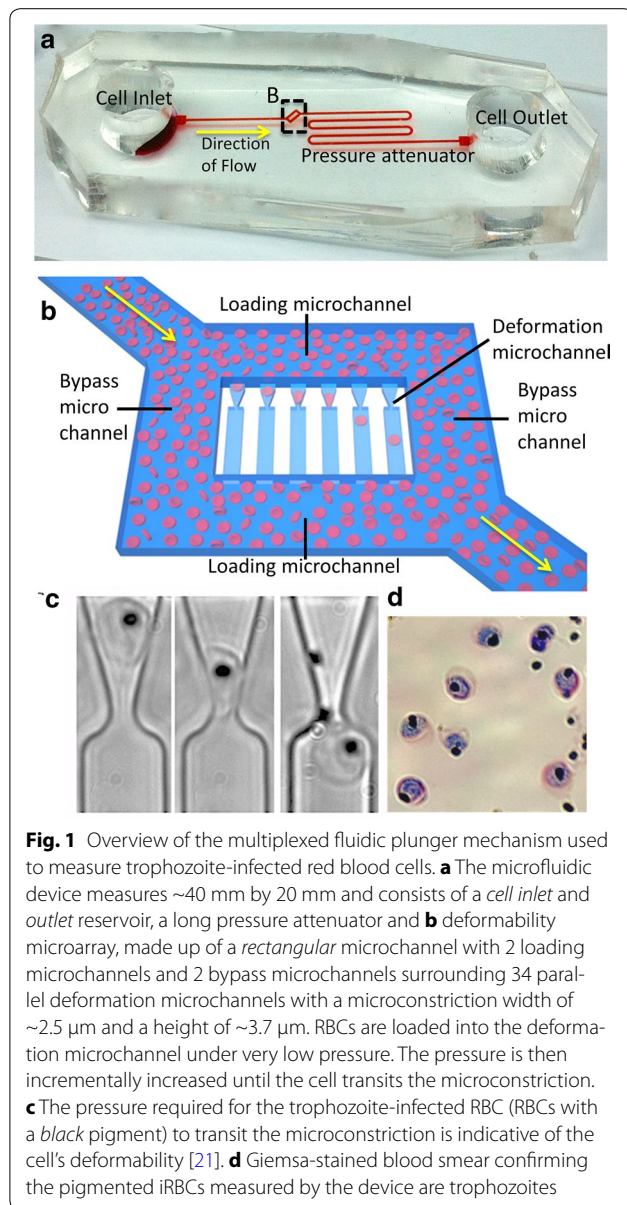 a
Cell Inlet
B
Cell Outlet
Direction
of Flow
Pressure attenuator
b
Loading microchannel
Deformation
microchannel
Bypass
micro
channel
Bypass
micro
channel
Loading microchannel
c
d
Fig. 1 Overview of the multiplexed fluidic plunger mechanism used
to measure trophozoite-infected red blood cells. a The microfluidic
device measures ~40 mm by 20 mm and consists of a cell inlet and
outlet reservoir, a long pressure attenuator and b deformability
microarray, made up of a rectangular microchannel with 2 loading
microchannels and 2 bypass microchannels surrounding 34 paral-
lel deformation microchannels with a microconstriction width of
~2.5 μm and a height of ~3.7 μm. RBCs are loaded into the deforma-
tion microchannel under very low pressure. The pressure is then
incrementally increased until the cell transits the microconstriction.
c The pressure required for the trophozoite-infected RBC (RBCs with
a black pigment) to transit the microconstriction is indicative of the
cell's deformability [21]. d Giemsa-stained blood smear confirming
the pigmented iRBCs measured by the device are trophozoites